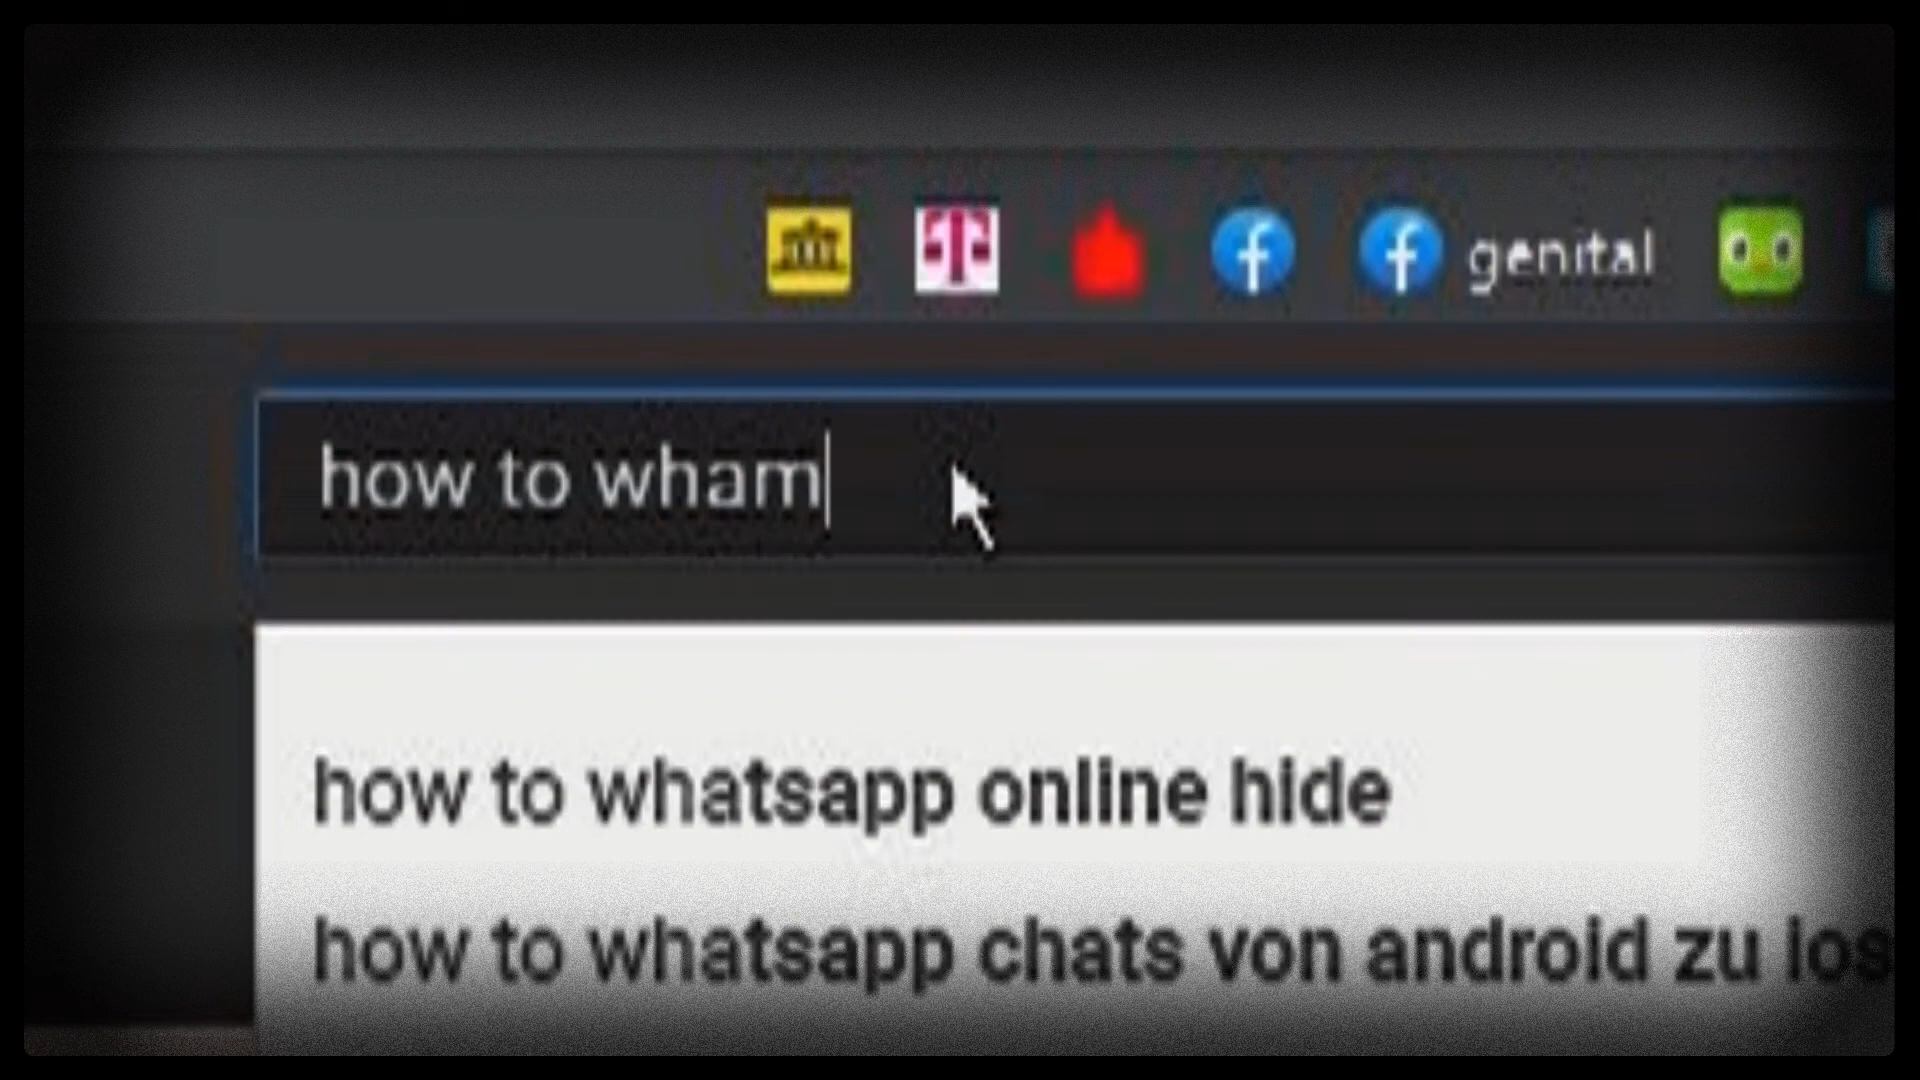 genital
how to wham
how to whatsapp online hide
how to whatsapp chats von android zu ios